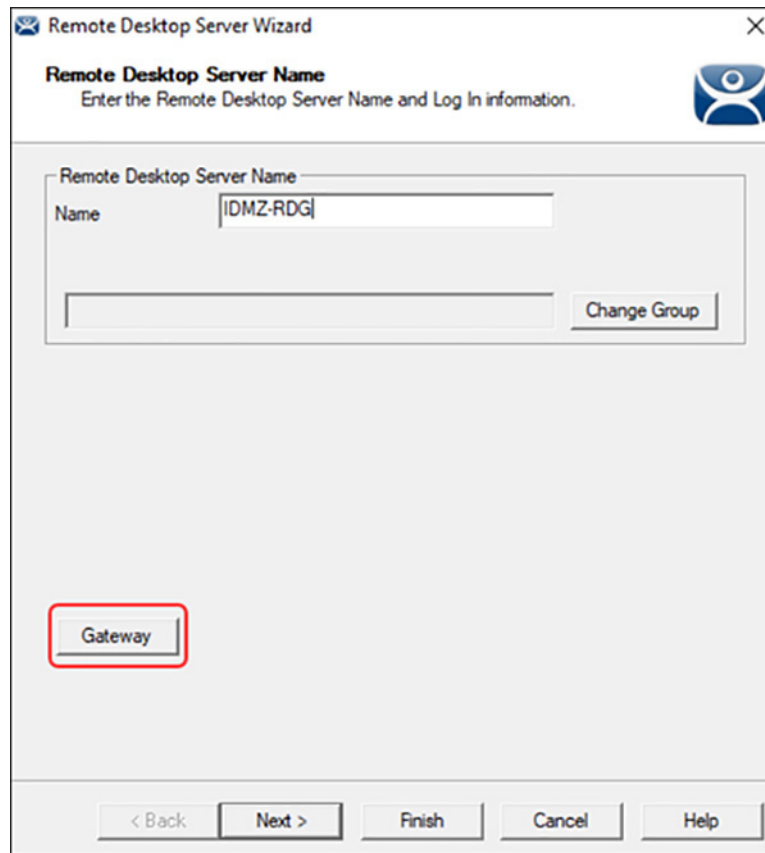 Remote Desktop Server Wizard
Remote Desktop Server Name
Enter the Remote Desktop Server Name and Log In information.
Remote Desktop Server Name
Name
IDMZ-RDG
Change Group
Gateway
< Back
Next >
Finish
Cancel
Help